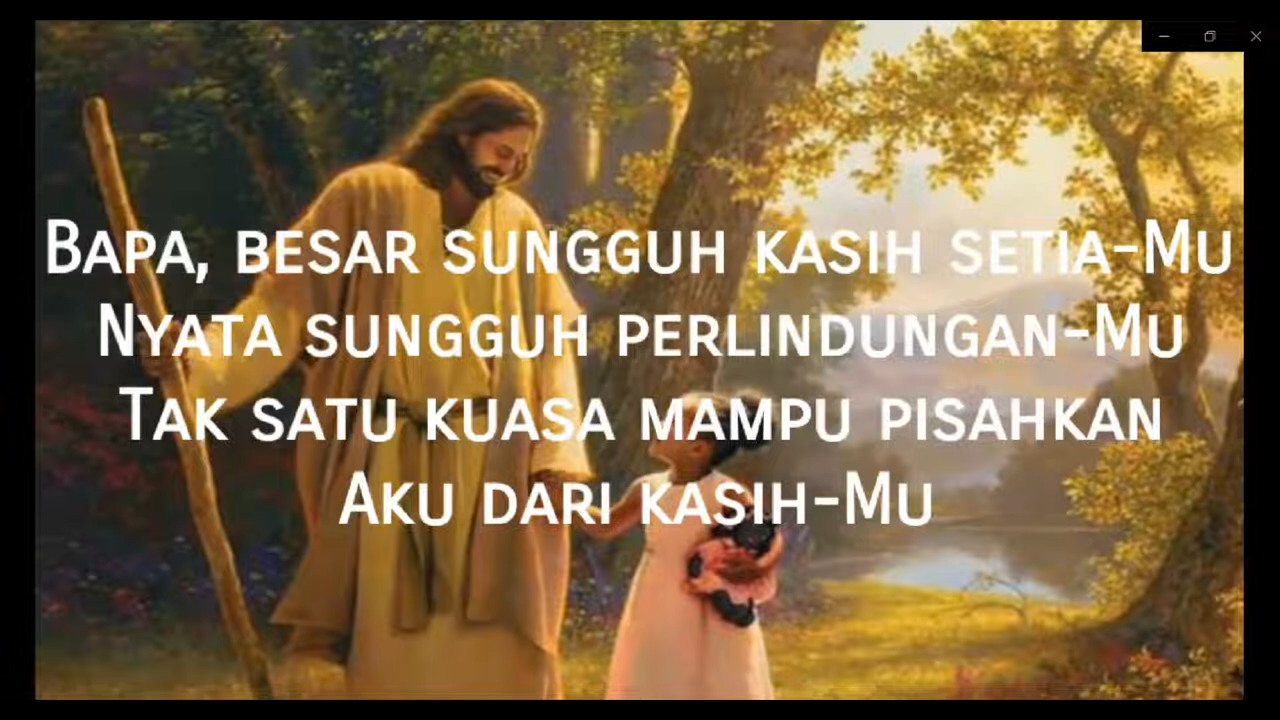 Bapa, besar sungguh kasih setia-Mu
Nyata sungguh perlindungan-Mu
Tak satu kuasa mampu pisahkan
Aku dari kasih-Mu